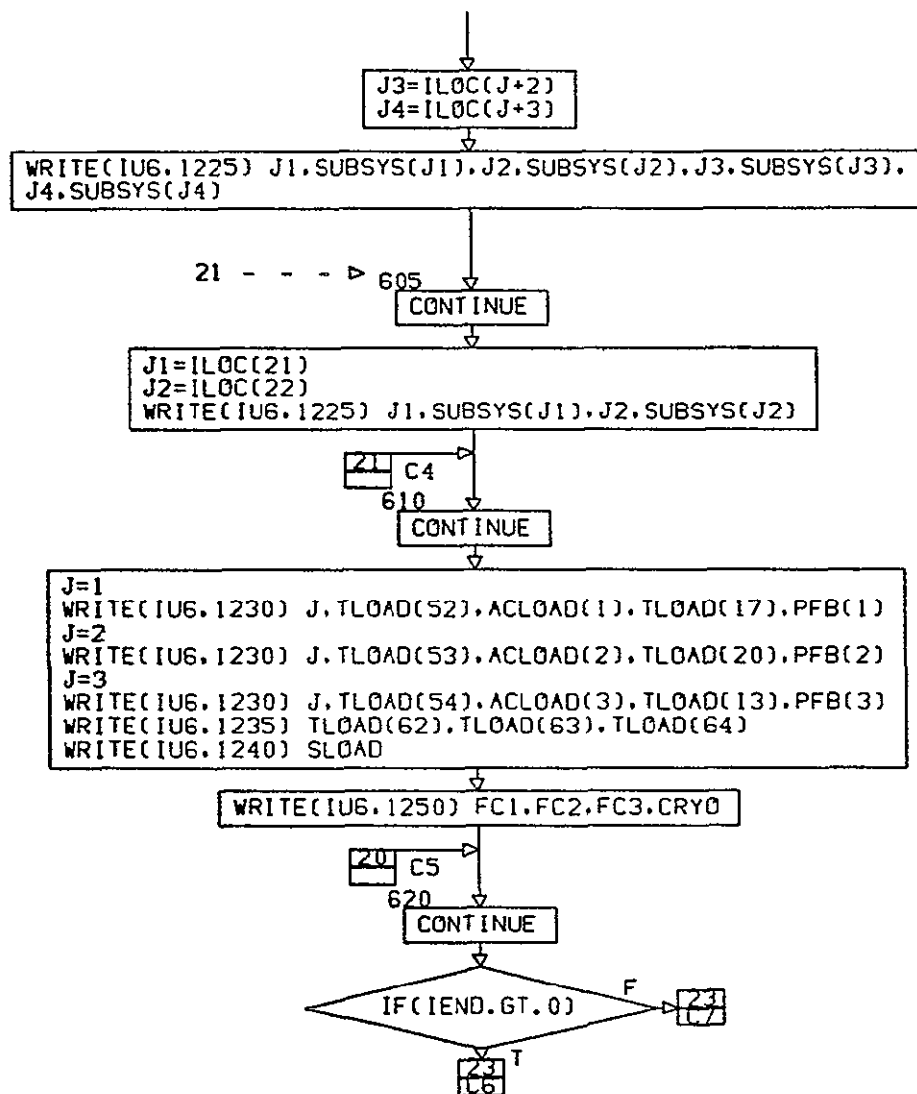 J3=ILOC(J+2)
J4=ILOC(J+3)
WRITE(IU6,1225) J1,SUBSYS(J1),J2,SUBSYS(J2),J3,SUBSYS(J3),
J4,SUBSYS(J4)
21 - - - 605
CONTINUE
J1=ILOC(21)
J2=ILOC(22)
WRITE(IU6,1225) J1,SUBSYS(J1),J2,SUBSYS(J2)
21 C4
610
CONTINUE
J=1
WRITE(IU6,1230) J,TLOAD(52),ACLOAD(1),TLOAD(17),PFB(1)
J=2
WRITE(IU6,1230) J,TLOAD(53),ACLOAD(2),TLOAD(20),PFB(2)
J=3
WRITE(IU6,1230) J,TLOAD(54),ACLOAD(3),TLOAD(13),PFB(3)
WRITE(IU6,1235) TLOAD(62),TLOAD(63),TLOAD(64)
WRITE(IU6,1240) SLOAD
WRITE(IU6,1250) FC1,FC2,FC3,CRYO
20 C5
620
CONTINUE
IF(IEND.GT.0) F 23
C7
T
23
C6